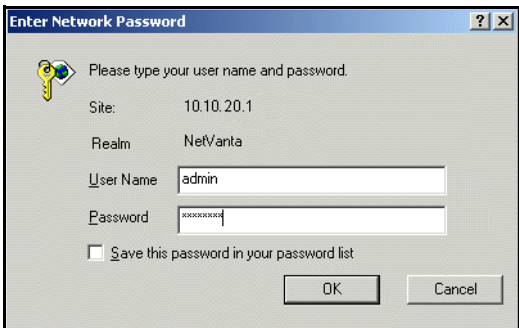 Enter Network Password
? X
Please type your user name and password.
Site: 10.10.20.1
Realm NetVanta
User Name admin
Password xxxxxxxx
Save this password in your password list
OK Cancel